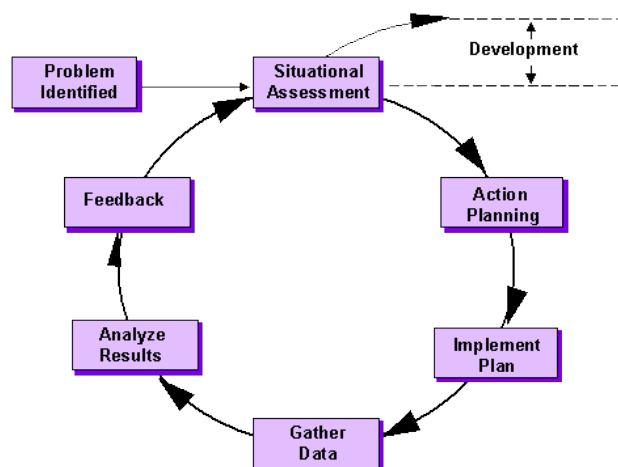 Development
Problem
Identified
Situational
Assessment
Action
Planning
Implement
Plan
Gather
Data
Analyze
Results
Feedback